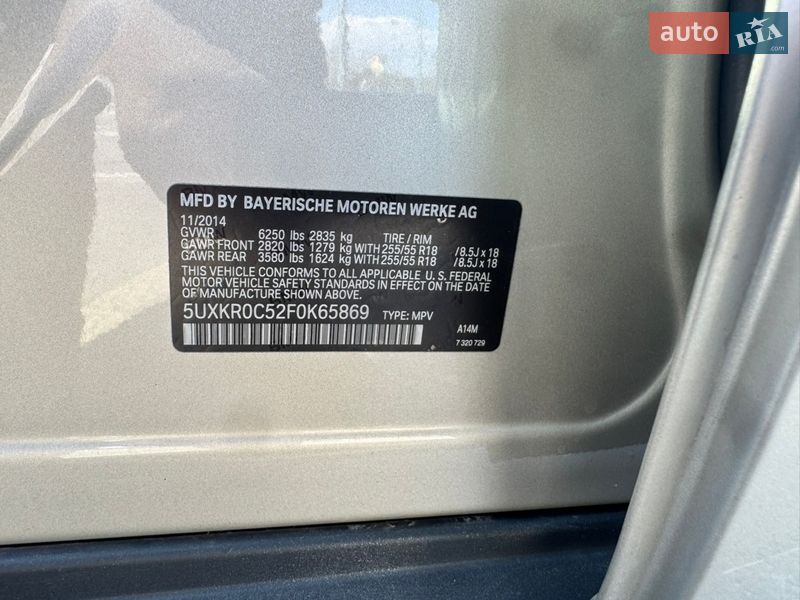 auto RIA .com
MFD BY BAYERISCHE MOTOREN WERKE AG
11/2014
GVWR 6250 lbs 2835 kg TIRE / RIM
GAWR FRONT 2820 lbs 1279 kg WITH 255/55 R18 / 8.5J x 18
GAWR REAR 3580 lbs 1624 kg WITH 255/55 R18 / 8.5J x 18
THIS VEHICLE CONFORMS TO ALL APPLICABLE U. S. FEDERAL
MOTOR VEHICLE SAFETY STANDARDS IN EFFECT ON THE DATE
OF MANUFACTURE SHOWN ABOVE.
5UXKR0C52F0K65869 TYPE: MPV
A14M
7 320 729